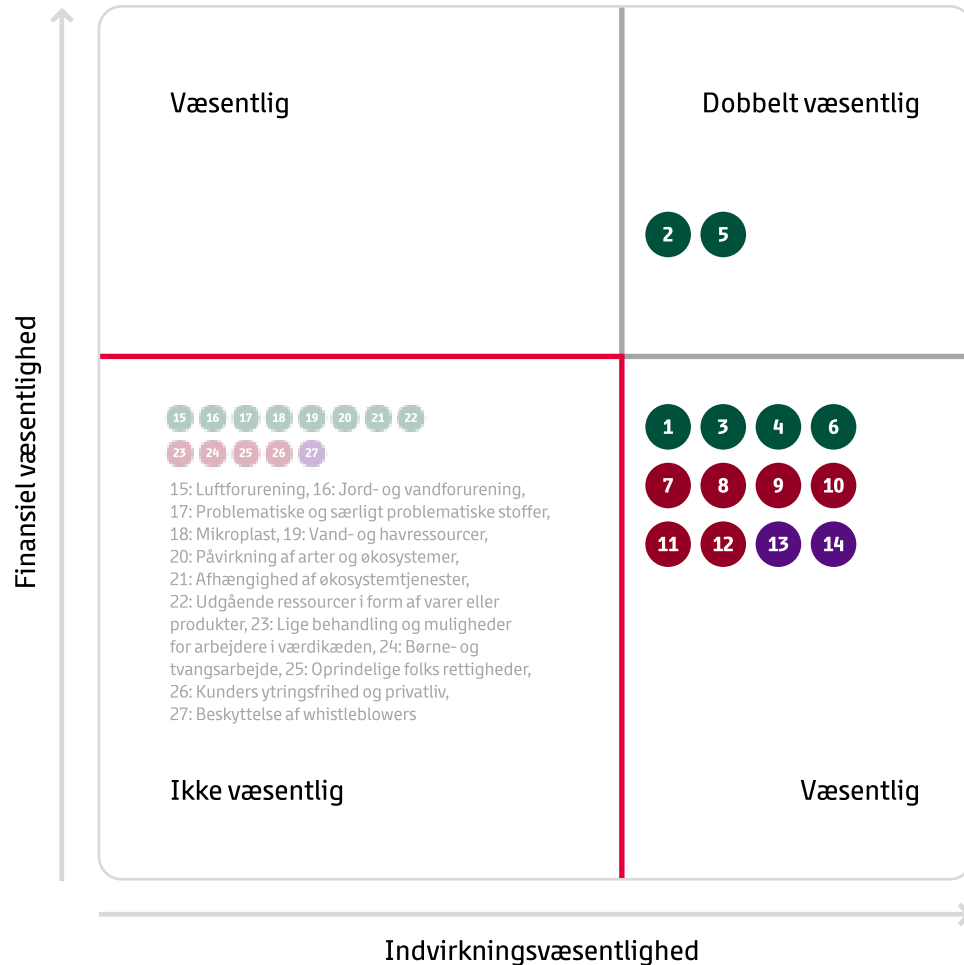 Væsentlig
Dobbelt væsentlig
2 5
Finansiel væsentlighed
15 16 17 18 19 20 21 22
23 24 25 26 27
15: Luftforurening, 16: Jord- og vandforurening,
17: Problematiske og særligt problematiske stoffer,
18: Mikroplast, 19: Vand- og havressourcer,
20: Påvirkning af arter og økosystemer,
21: Afhængighed af økosystemtjenester,
22: Udgående ressourcer i form af varer eller
produkter, 23: Lige behandling og muligheder
for arbejdere i værdikæden, 24: Børne- og
tvangsarbejde, 25: Oprindelige folks rettigheder,
26: Kunders ytringsfrihed og privatliv,
27: Beskyttelse af whistleblowers
1 3 4 6
7 8 9 10
11 12 13 14
Ikke væsentlig
Væsentlig
Indvirkningsvæsentlighed